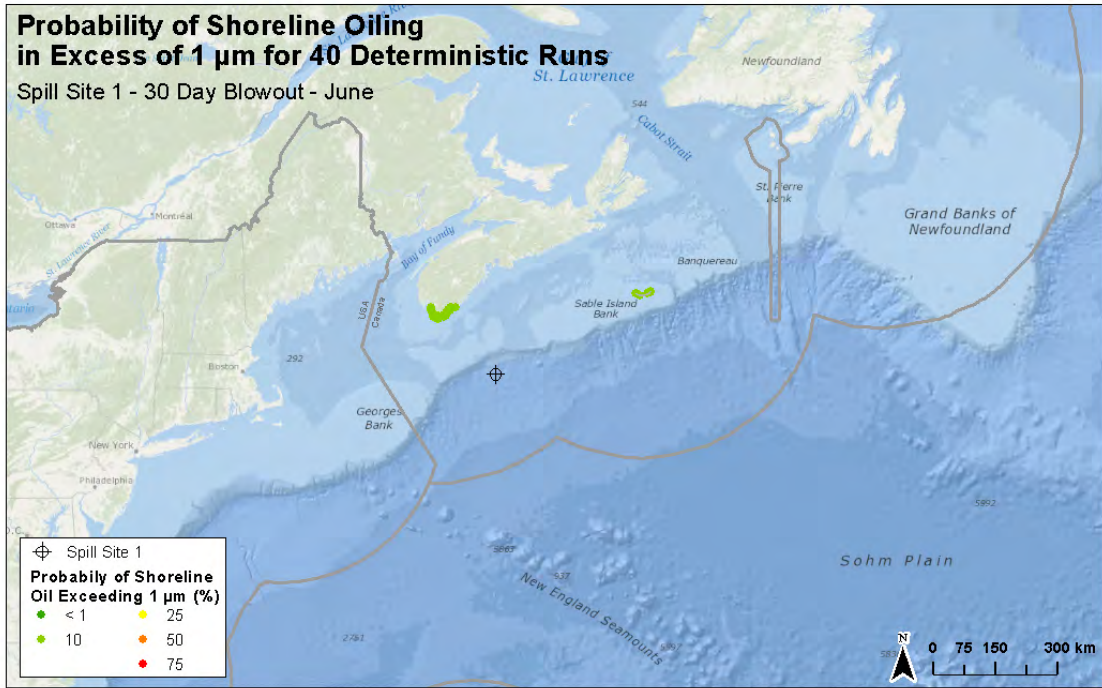 Probability of Shoreline Oiling
in Excess of 1 µm for 40 Deterministic Runs
Spill Site 1 - 30 Day Blowout - June
St. Lawrence
Newfoundland
544
Cabot Strait
St. Pierre
Bank
Grand Banks of
Newfoundland
Ottawa
Montréal
St. Lawrence River
Bay of Fundy
Banquereau
USA
Canada
Sable Island
Bank
292
Boston
Georges
Bank
New York
Philadelphia
5892
Sohm Plain
937
New England Seamounts
2761
Spill Site 1
Probabily of Shoreline
Oil Exceeding 1 µm (%)
< 1
25
10
50
75
N
0 75 150 300 km